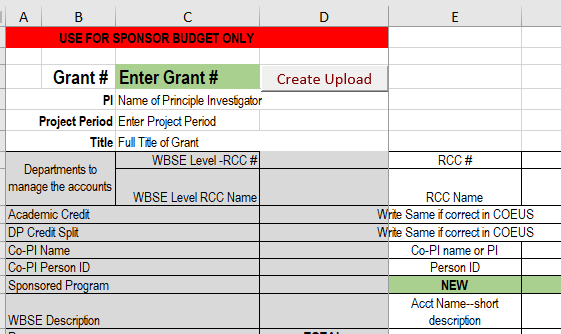 A B C D E
USE FOR SPONSOR BUDGET ONLY
Grant # Enter Grant # Create Upload
PI Name of Principle Investigator
Project Period Enter Project Period
Title Full Title of Grant
Departments to
manage the accounts
WBSE Level -RCC # RCC #
WBSE Level RCC Name RCC Name
Academic Credit Write Same if correct in COEUS
DP Credit Split Write Same if correct in COEUS
Co-PI Name Co-PI name or PI
Co-PI Person ID Person ID
Sponsored Program NEW
WBSE Description Acct Name--short
description